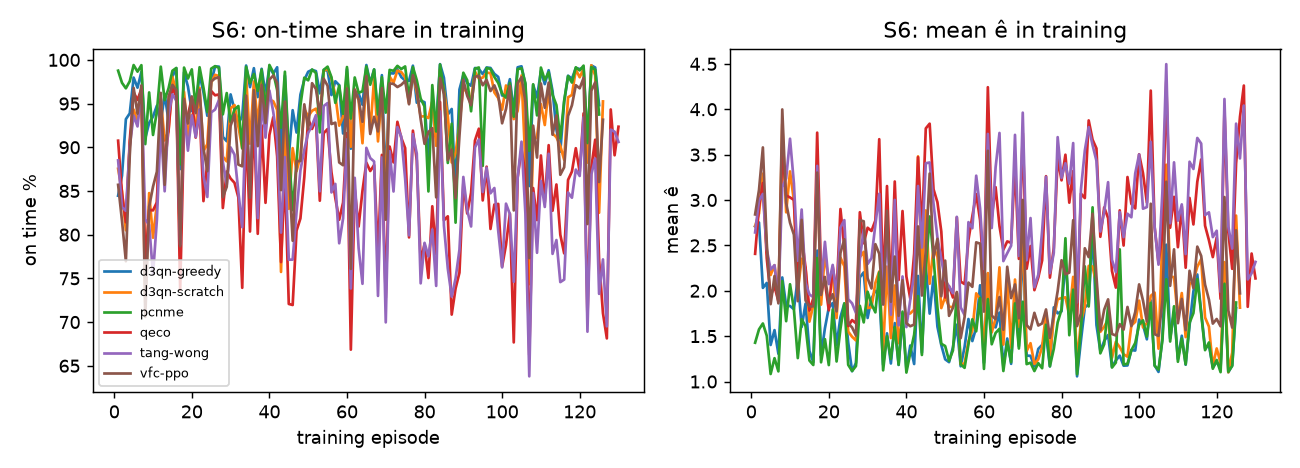 S6: on-time share in training
100
95
90
85
80
75
70
65
on time %
d3qn-greedy
d3qn-scratch
pcnme
qeco
tang-wong
vfc-ppo
0 20 40 60 80 100 120
training episode
S6: mean ê in training
4.5
4.0
3.5
3.0
2.5
2.0
1.5
1.0
mean ê
0 20 40 60 80 100 120
training episode